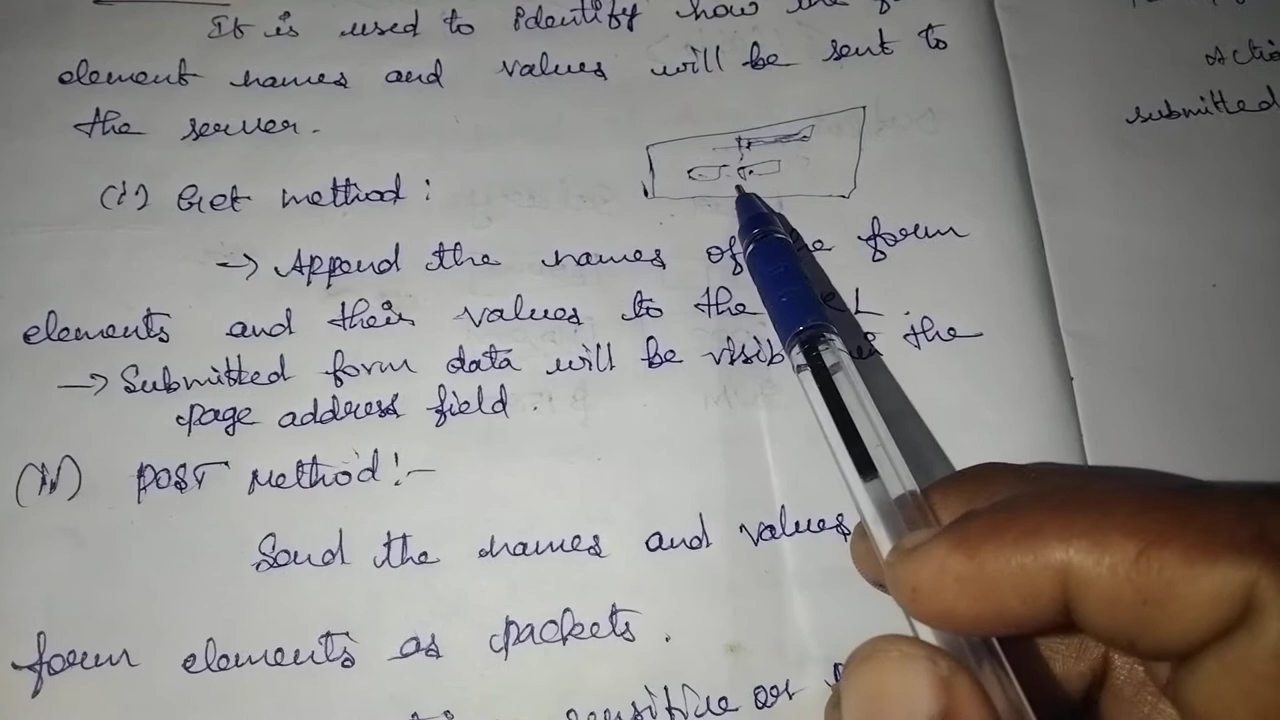 It is used to identify how the
element names and values will be sent to
the server.
(i) Get method:
→ Append the names of the form
elements and their values to the
→ Submitted form data will be in the
page address field.
(ii) POST Method:-
Send the names and values
form elements as packets.
sensitive or
submitted